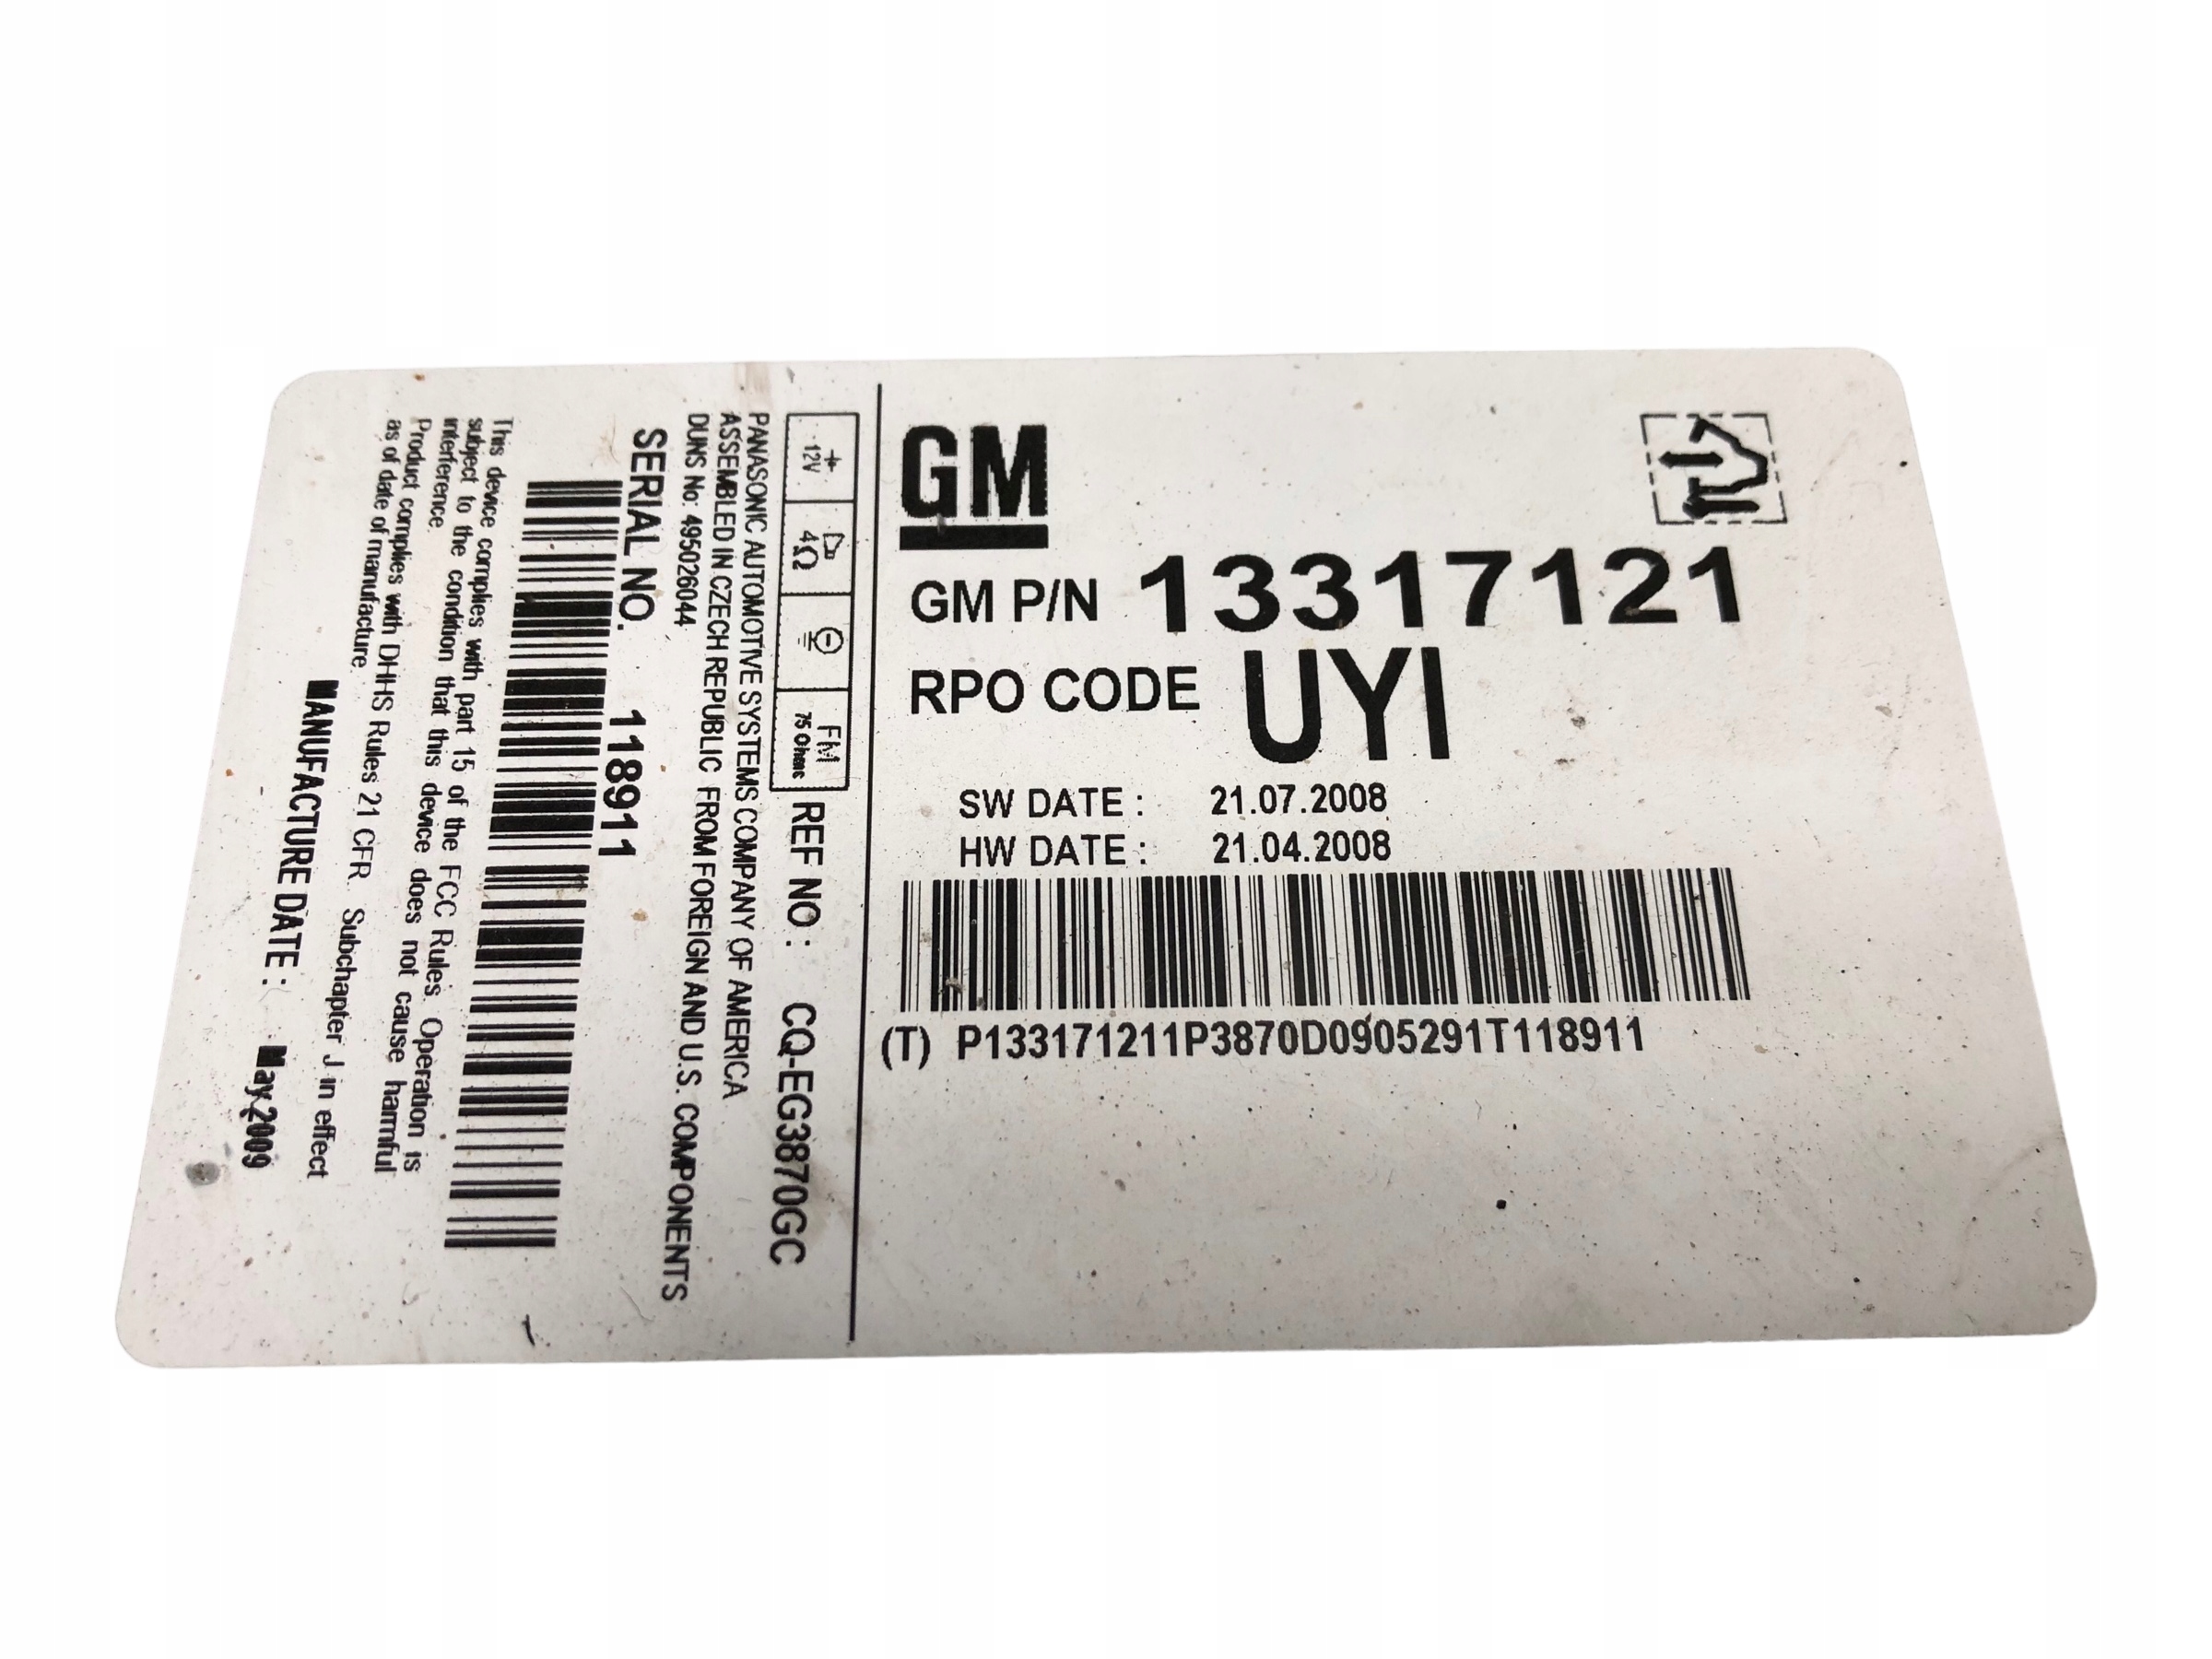 GM
GM P/N 13317121
RPO CODE UYI
SW DATE : 21.07.2008
HW DATE : 21.04.2008
(T) P133171211P3870D0905291T118911
+ 12V
4Ω
FM 75 Ohms
REF NO : CQ-EG3870GC
PANASONIC AUTOMOTIVE SYSTEMS COMPANY OF AMERICA
ASSEMBLED IN CZECH REPUBLIC FROM FOREIGN AND U.S. COMPONENTS
DUNS No: 495026044
SERIAL NO. 118911
This device complies with part 15 of the FCC Rules. Operation is
subject to the condition that this device does not cause harmful
interference.
Product complies with DHHS Rules 21 CFR. Subchapter J in effect
as of date of manufacture.
MANUFACTURE DATE : May.2009